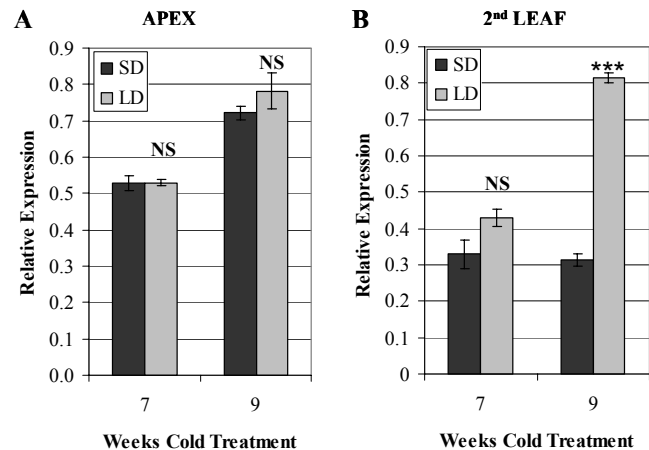 A
APEX
Relative Expression
0.9
0.8
0.7
0.6
0.5
0.4
0.3
0.2
0.1
0.0
SD
LD
NS
NS
7
9
Weeks Cold Treatment
B
2nd LEAF
Relative Expression
0.9
0.8
0.7
0.6
0.5
0.4
0.3
0.2
0.1
0
SD
LD
NS
***
7
9
Weeks Cold Treatment